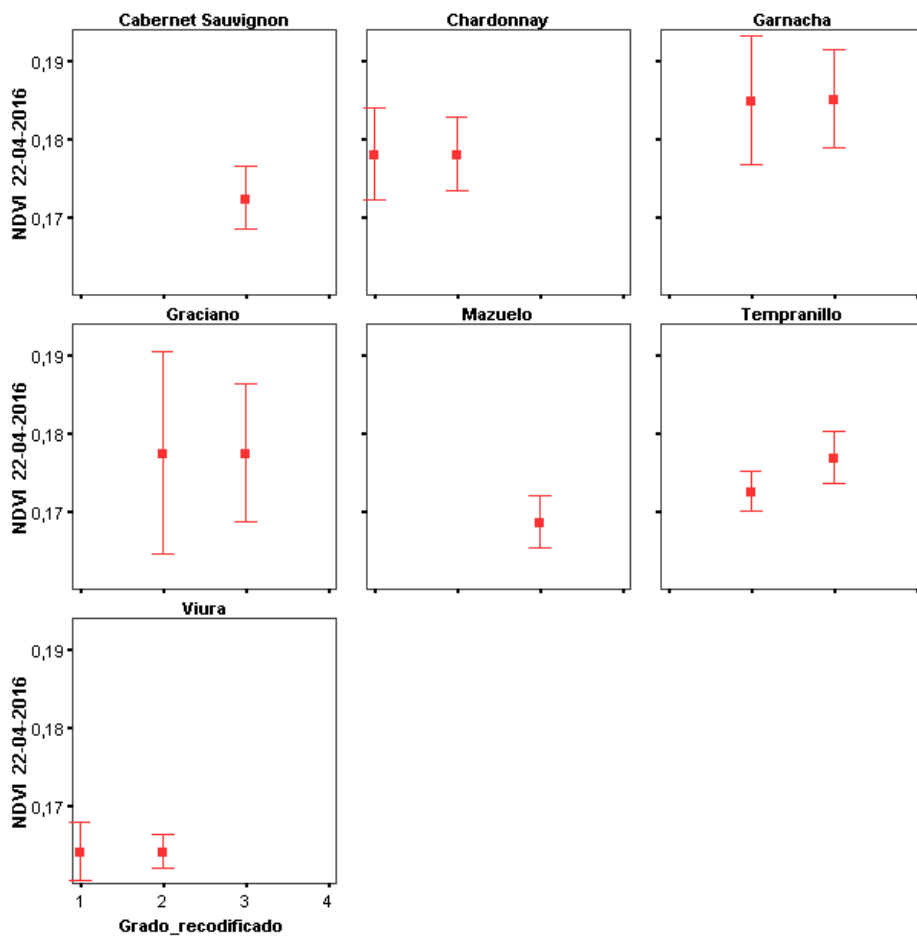 Cabernet Sauvignon Chardonnay Garnacha
NDVI 22-04-2016
0,19
0,18
0,17
Graciano Mazuelo Tempranillo
NDVI 22-04-2016
0,19
0,18
0,17
Viura
NDVI 22-04-2016
0,19
0,18
0,17
1 2 3 4
Grado_recodificado